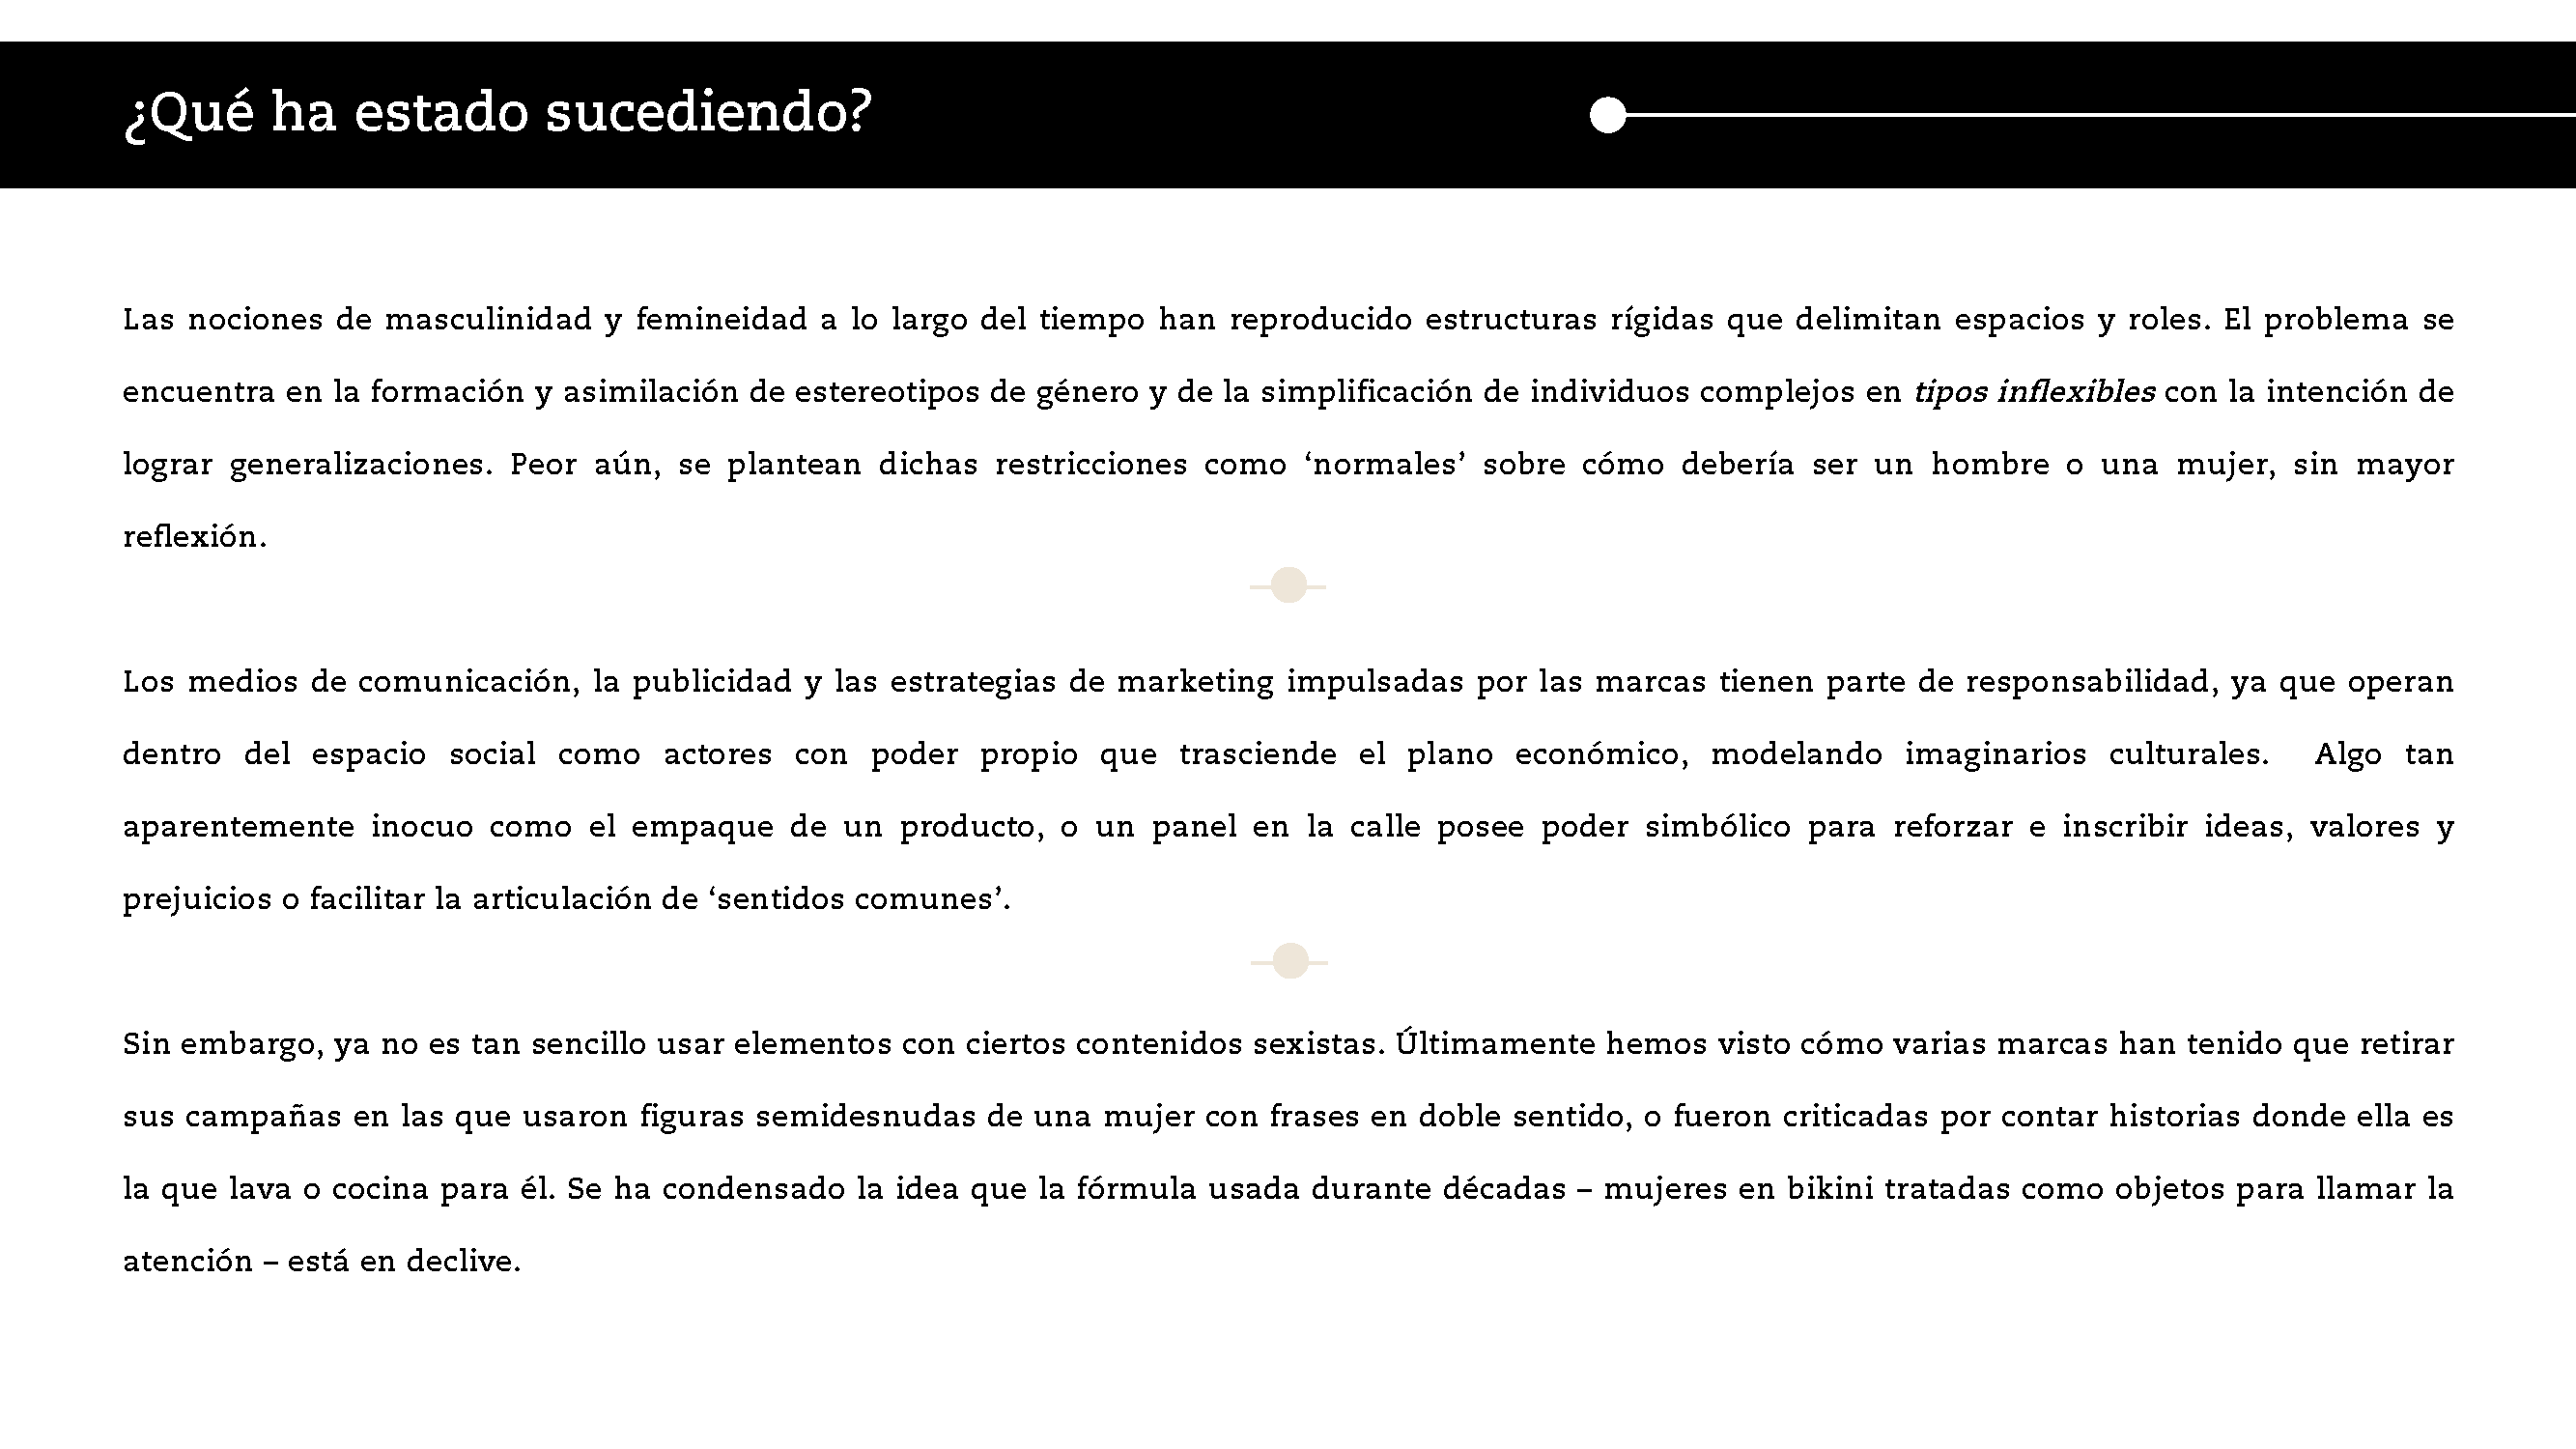 ¿Qué ha estado sucediendo?
Las nociones de masculinidad y femineidad a lo largo del tiempo han reproducido estructuras rígidas que delimitan espacios y roles. El problema se
encuentra en la formación y asimilación de estereotipos de género y de la simplificación de individuos complejos en tipos inflexibles con la intención de
lograr generalizaciones. Peor aún, se plantean dichas restricciones como ‘normales’ sobre cómo debería ser un hombre o una mujer, sin mayor
reflexión.
Los medios de comunicación, la publicidad y las estrategias de marketing impulsadas por las marcas tienen parte de responsabilidad, ya que operan
dentro del espacio social como actores con poder propio que trasciende el plano económico, modelando imaginarios culturales. Algo tan
aparentemente inocuo como el empaque de un producto, o un panel en la calle posee poder simbólico para reforzar e inscribir ideas, valores y
prejuicios o facilitar la articulación de ‘sentidos comunes’.
Sin embargo, ya no es tan sencillo usar elementos con ciertos contenidos sexistas. Últimamente hemos visto cómo varias marcas han tenido que retirar
sus campañas en las que usaron figuras semidesnudas de una mujer con frases en doble sentido, o fueron criticadas por contar historias donde ella es
la que lava o cocina para él. Se ha condensado la idea que la fórmula usada durante décadas – mujeres en bikini tratadas como objetos para llamar la
atención – está en declive.